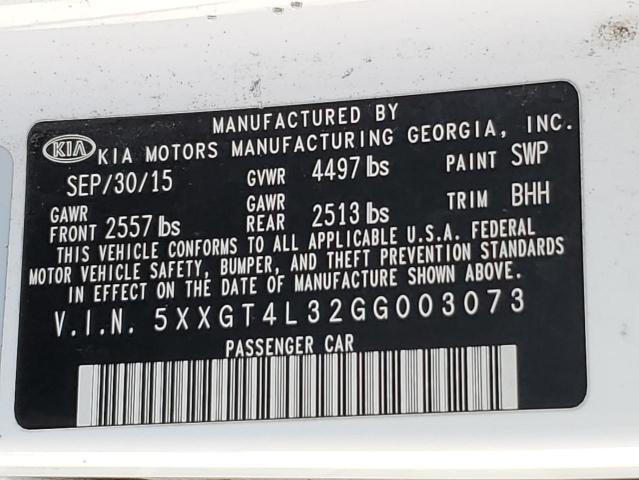 MANUFACTURED BY
KIA KIA MOTORS MANUFACTURING GEORGIA, INC.
SEP/30/15 GVWR 4497 lbs PAINT SWP
GAWR FRONT 2557 lbs GAWR REAR 2513 lbs TRIM BHH
THIS VEHICLE CONFORMS TO ALL APPLICABLE U.S.A. FEDERAL
MOTOR VEHICLE SAFETY, BUMPER, AND THEFT PREVENTION STANDARDS
IN EFFECT ON THE DATE OF MANUFACTURE SHOWN ABOVE.
V.I.N. 5XXGT4L32GG003073
PASSENGER CAR